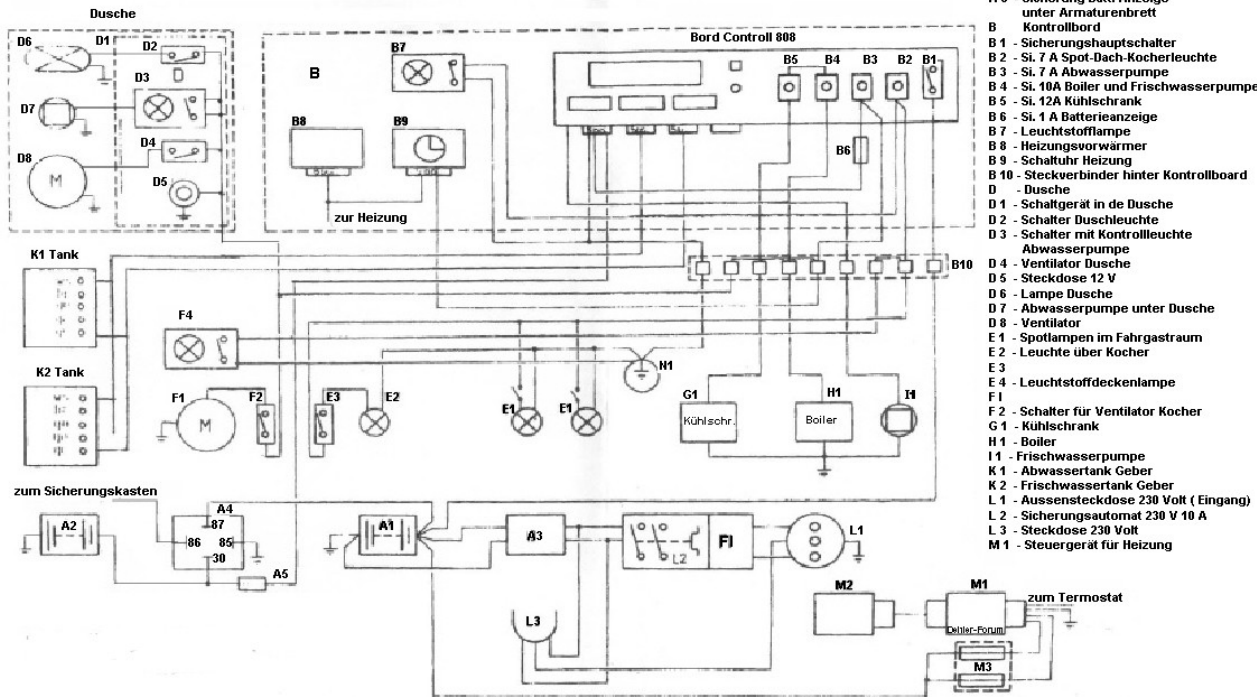 Dusche
D6
D1
D2
D3
D7
D4
D8
D5
M
B
B7
B8
B9
zur Heizung
Bord Controll 808
B5
B4
B3
B2
B1
B6
B10
K1 Tank
K2 Tank
F4
F1
M
F2
E3
E2
E1
E1
N1
G1
Kühlschr.
H1
Boiler
I1
zum Sicherungskasten
A2
A4
87
86
85
30
A5
A1
A3
L2
FI
L1
L3
M2
M1
Dehler-Forum
zum Termostat
M3
unter Armaturenbrett
B Kontrollbord
B 1 - Sicherungshauptschalter
B 2 - Si. 7 A Spot-Dach-Kocherleuchte
B 3 - Si. 7 A Abwasserpumpe
B 4 - Si. 10A Boiler und Frischwasserpumpe
B 5 - Si. 12A Kühlschrank
B 6 - Si. 1 A Batterieanzeige
B 7 - Leuchtstofflampe
B 8 - Heizungsvorwärmer
B 9 - Schaltuhr Heizung
B 10 - Steckverbinder hinter Kontrollboard
D - Dusche
D 1 - Schaltgerät in de Dusche
D 2 - Schalter Duschleuchte
D 3 - Schalter mit Kontrollleuchte
Abwasserpumpe
D 4 - Ventilator Dusche
D 5 - Steckdose 12 V
D 6 - Lampe Dusche
D 7 - Abwasserpumpe unter Dusche
D 8 - Ventilator
E 1 - Spotlampen im Fahrgastraum
E 2 - Leuchte über Kocher
E 3
E 4 - Leuchtstoffdeckenlampe
F I
F 2 - Schalter für Ventilator Kocher
G 1 - Kühlschrank
H 1 - Boiler
I 1 - Frischwasserpumpe
K 1 - Abwassertank Geber
K 2 - Frischwassertank Geber
L 1 - Aussensteckdose 230 Volt ( Eingang)
L 2 - Sicherungsautomat 230 V 10 A
L 3 - Steckdose 230 Volt
M 1 - Steuergerät für Heizung